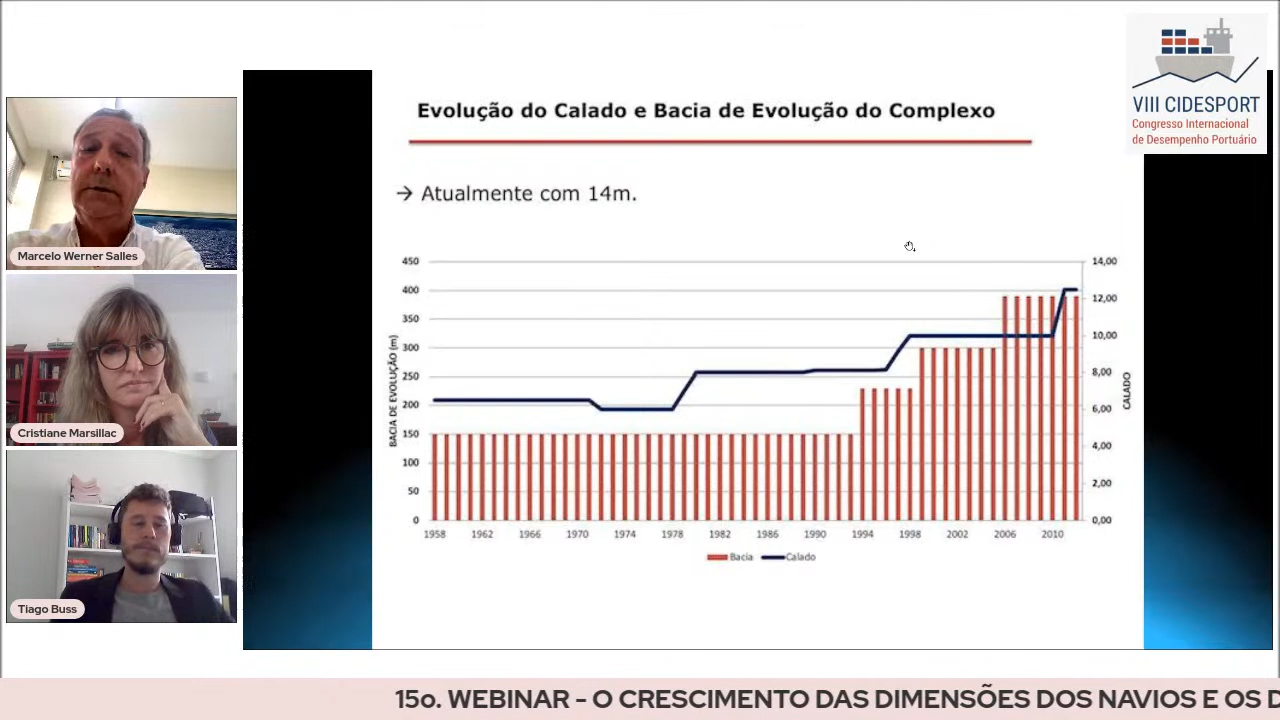 VIII CIDESPORT
Congresso Internacional
de Desempenho Portuário
Evolução do Calado e Bacia de Evolução do Complexo
→ Atualmente com 14m.
Marcelo Werner Salles
Cristiane Marsillac
Tiago Buss
BACIA DE EVOLUÇÃO (m)
450
400
350
300
250
200
150
100
50
0
14,00
12,00
10,00
8,00
6,00
4,00
2,00
0,00
CALADO
1958 1962 1966 1970 1974 1978 1982 1986 1990 1994 1998 2002 2006 2010
Bacia Calado
15o. WEBINAR - O CRESCIMENTO DAS DIMENSÕES DOS NAVIOS E OS D